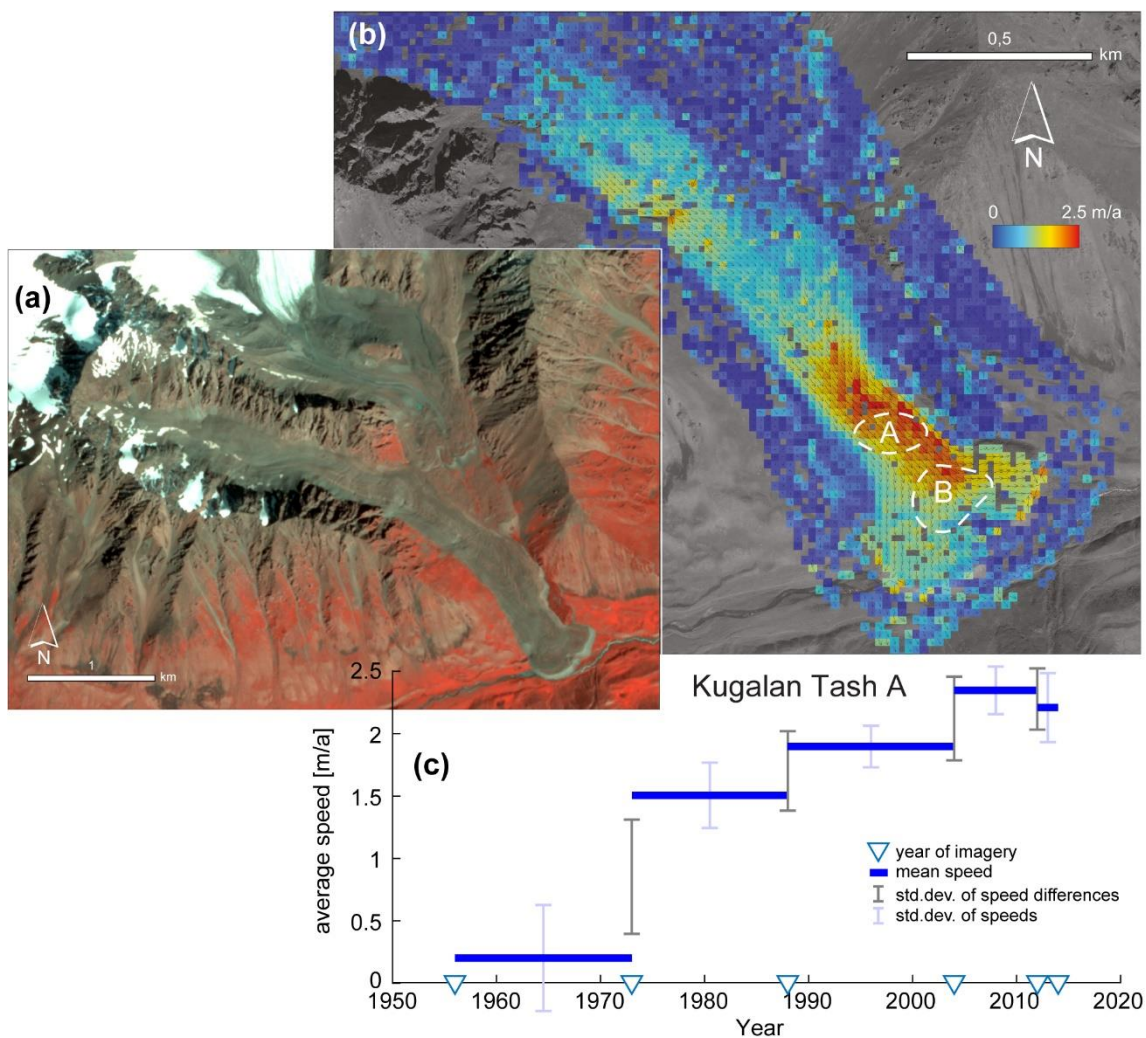 (b)
0,5
km
N
0 2.5 m/a
A
B
(a)
N
1
km
Kugalan Tash A
(c)
average speed [m/a]
2.5
2
1.5
1
0.5
0
year of imagery
mean speed
std.dev. of speed differences
std.dev. of speeds
1950 1960 1970 1980 1990 2000 2010 2020
Year